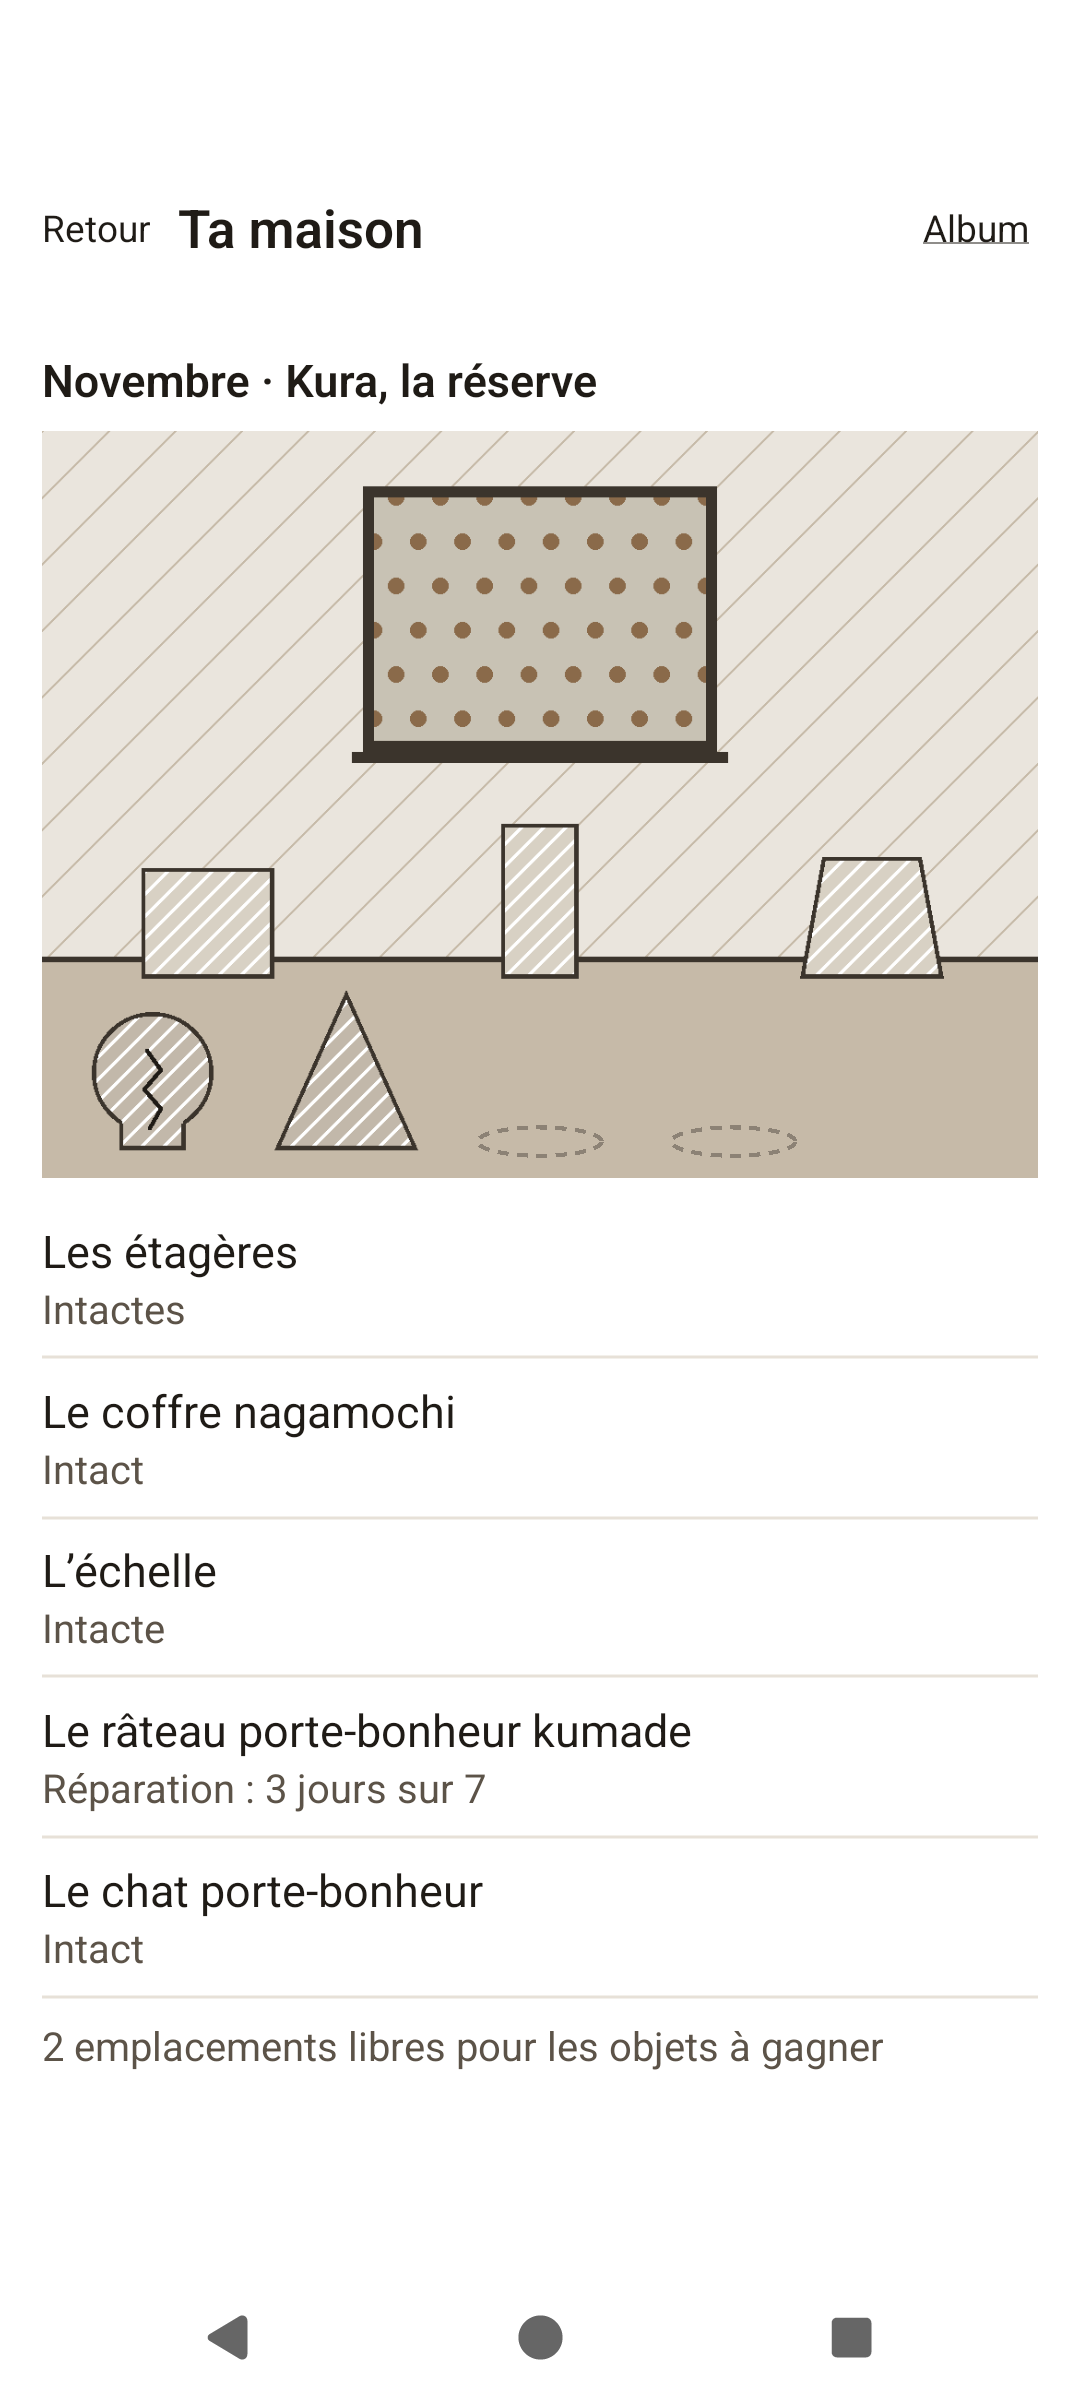 Retour Ta maison Album
Novembre · Kura, la réserve
Les étagères
Intactes
Le coffre nagamochi
Intact
L’échelle
Intacte
Le râteau porte-bonheur kumade
Réparation : 3 jours sur 7
Le chat porte-bonheur
Intact
2 emplacements libres pour les objets à gagner